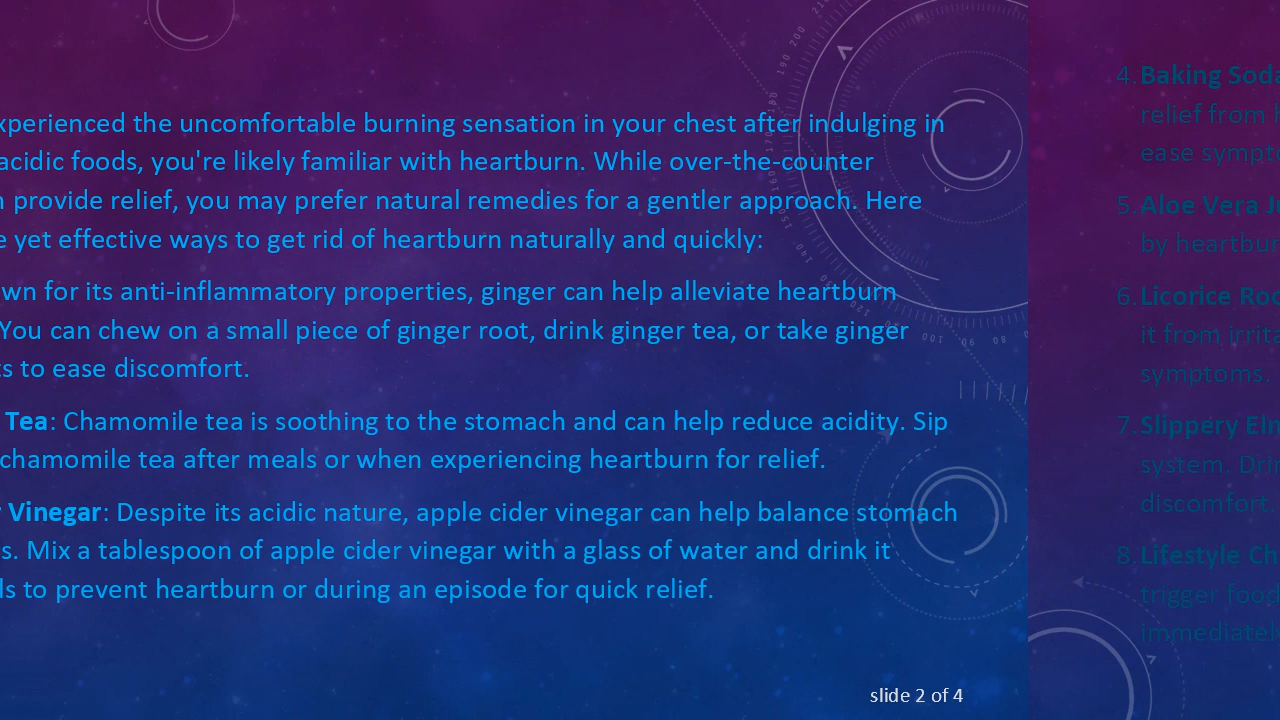 xperienced the uncomfortable burning sensation in your chest after indulging in
acidic foods, you're likely familiar with heartburn. While over-the-counter
n provide relief, you may prefer natural remedies for a gentler approach. Here
e yet effective ways to get rid of heartburn naturally and quickly:
wn for its anti-inflammatory properties, ginger can help alleviate heartburn
You can chew on a small piece of ginger root, drink ginger tea, or take ginger
ts to ease discomfort.
Tea: Chamomile tea is soothing to the stomach and can help reduce acidity. Sip
chamomile tea after meals or when experiencing heartburn for relief.
Vinegar: Despite its acidic nature, apple cider vinegar can help balance stomach
s. Mix a tablespoon of apple cider vinegar with a glass of water and drink it
ls to prevent heartburn or during an episode for quick relief.
slide 2 of 4
4. Baking Soda
relief from
ease sympto
5. Aloe Vera Ju
by heartbur
6. Licorice Roo
it from irrita
symptoms.
7. Slippery Elm
system. Drin
discomfort.
8. Lifestyle Ch
trigger food
immediatel